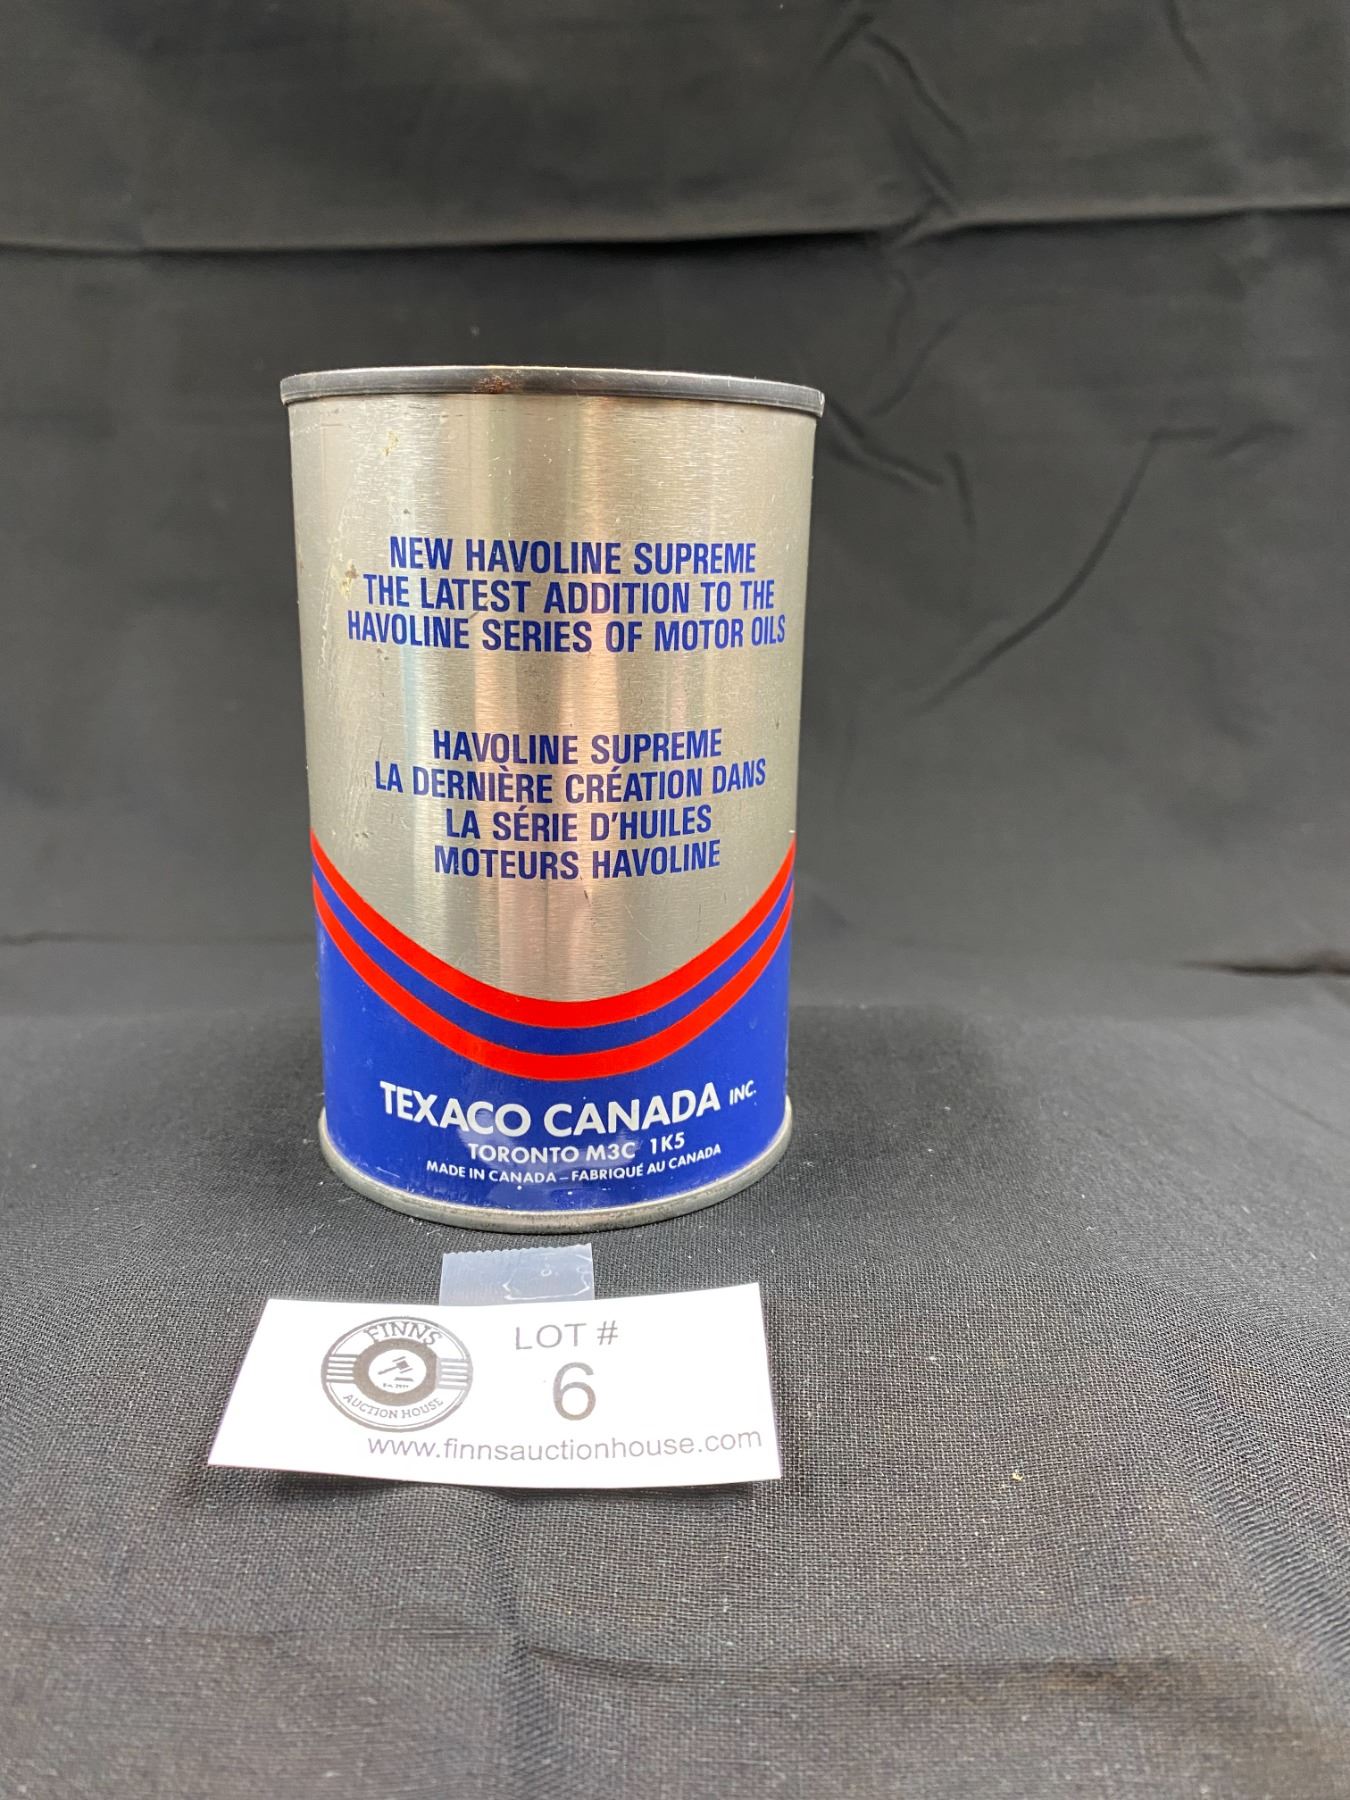 NEW HAVOLINE SUPREME
THE LATEST ADDITION TO THE
HAVOLINE SERIES OF MOTOR OILS
HAVOLINE SUPREME
LA DERNIÈRE CRÉATION DANS
LA SÉRIE D'HUILES
MOTEURS HAVOLINE
TEXACO CANADA INC.
TORONTO M3C 1K5
MADE IN CANADA – FABRIQUÉ AU CANADA
FINNS
AUCTION HOUSE
LOT #
6
www.finnsauctionhouse.com